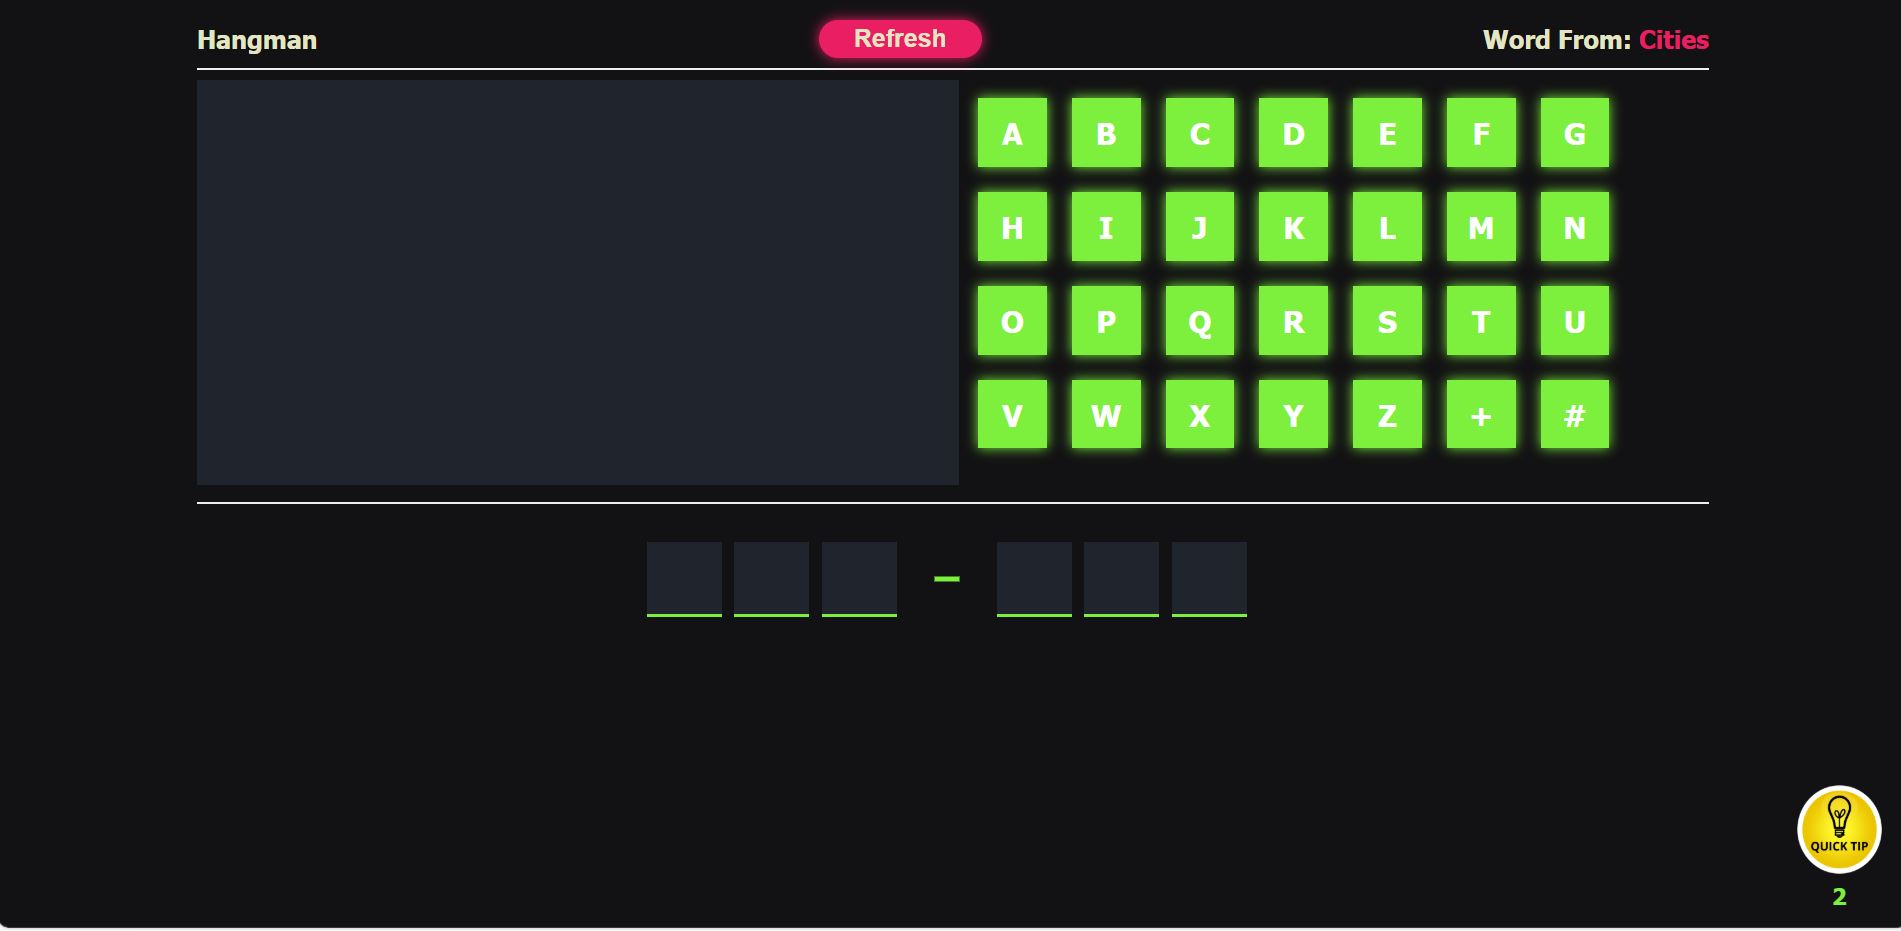 Hangman
Refresh
Word From: Cities
A B C D E F G
H I J K L M N
O P Q R S T U
V W X Y Z + #
–
QUICK TIP
2